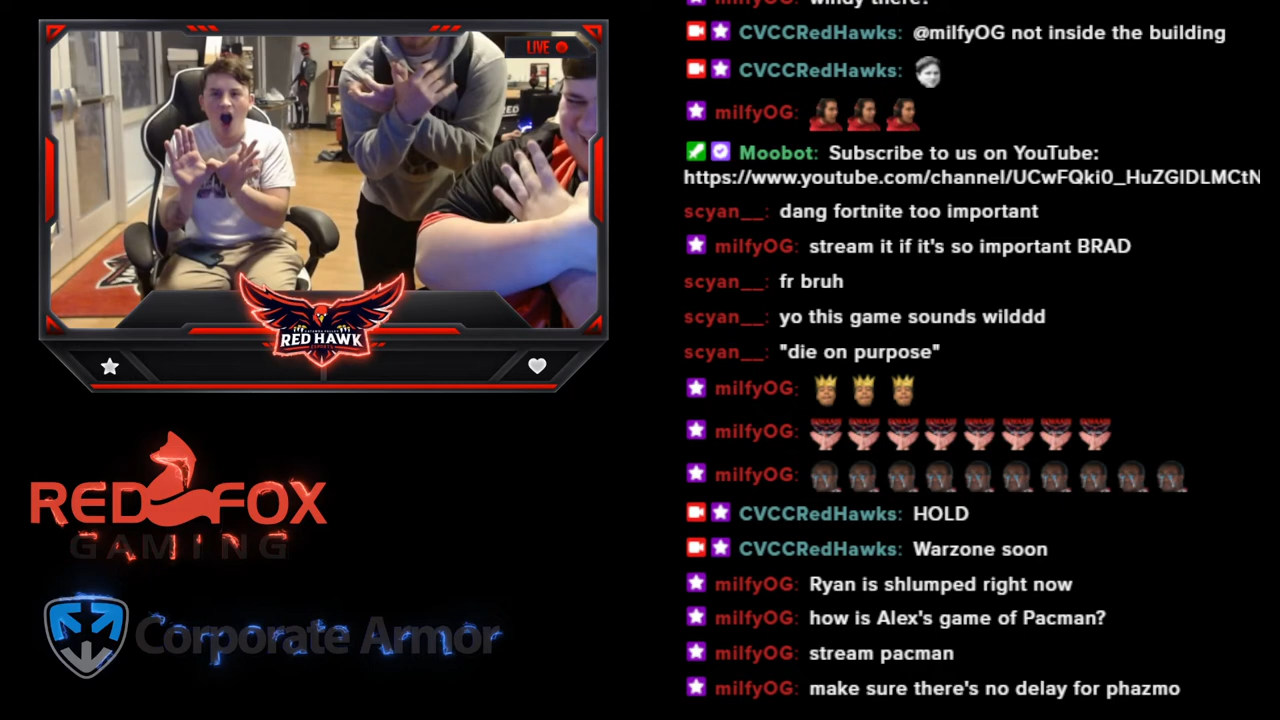 LIVE
RED HAWK
ESPORTS
RED FOX
GAMING
Corporate Armor
windy there?
CVCCRedHawks: @milfyOG not inside the building
CVCCRedHawks:
milfyOG:
Moobot: Subscribe to us on YouTube:
https://www.youtube.com/channel/UCwFQki0_HuZGIDLMCtN
scyan__: dang fortnite too important
milfyOG: stream it if it's so important BRAD
scyan__: fr bruh
scyan__: yo this game sounds wilddd
scyan__: "die on purpose"
milfyOG:
milfyOG:
milfyOG:
CVCCRedHawks: HOLD
CVCCRedHawks: Warzone soon
milfyOG: Ryan is shlumped right now
milfyOG: how is Alex's game of Pacman?
milfyOG: stream pacman
milfyOG: make sure there's no delay for phazmo